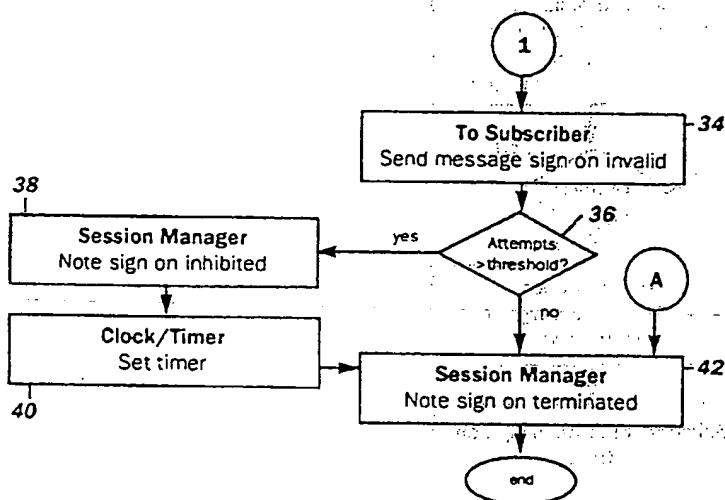 1
34
To Subscriber
Send message sign-on invalid
38
36
Session Manager
Note sign on inhibited
yes
Attempts
>threshold?
A
no
Clock/Timer
Set timer
40
42
Session Manager
Note sign on terminated
end